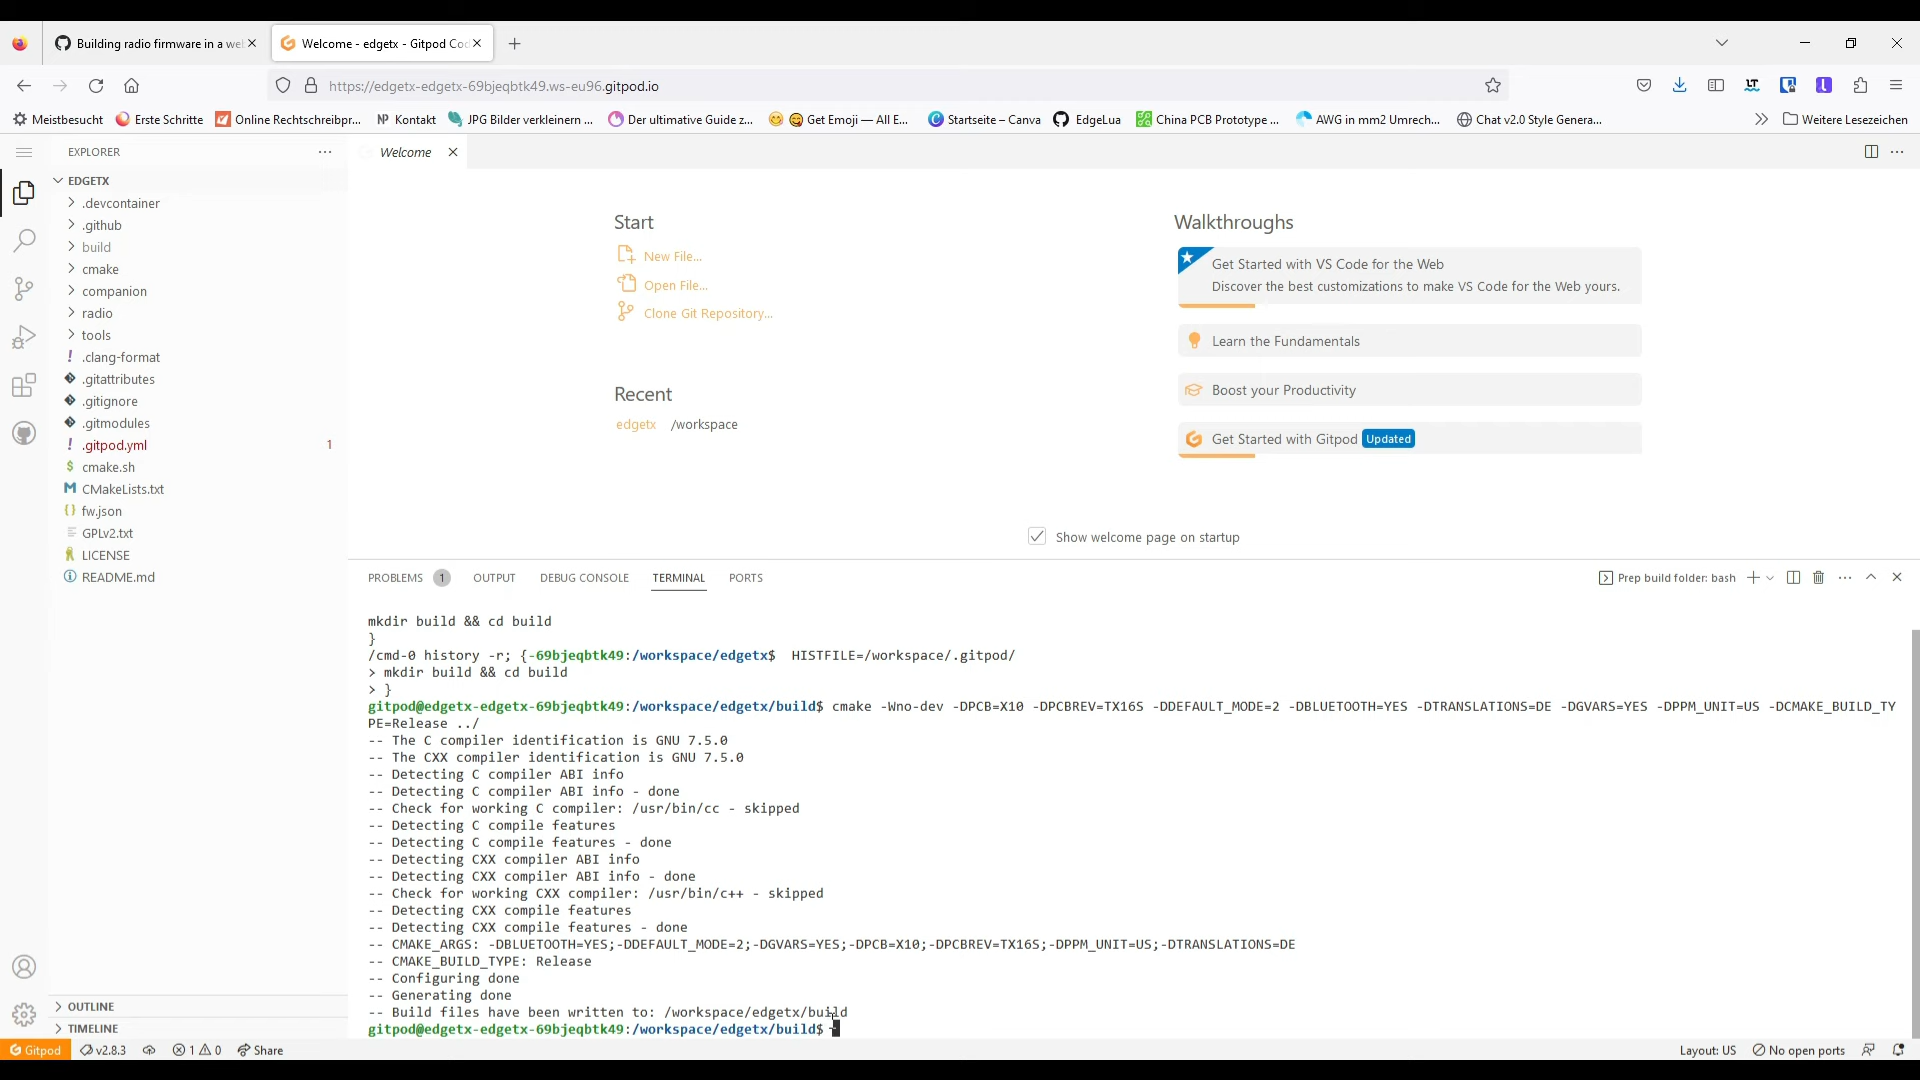 Building radio firmware in a we
Welcome - edgetx - Gitpod Coc
https://edgetx-edgetx-69bjeqbtk49.ws-eu96.gitpod.io
Meistbesucht
Erste Schritte
Online Rechtschreibpr...
NP Kontakt
JPG Bilder verkleinern ...
Der ultimative Guide z...
Get Emoji — All E...
Startseite – Canva
EdgeLua
China PCB Prototype ...
AWG in mm2 Umrech...
Chat v2.0 Style Genera...
Weitere Lesezeichen
EXPLORER
Welcome
EDGETX
.devcontainer
.github
build
cmake
companion
radio
tools
.clang-format
.gitattributes
.gitignore
.gitmodules
.gitpod.yml 1
cmake.sh
CMakeLists.txt
fw.json
GPLv2.txt
LICENSE
README.md
OUTLINE
TIMELINE
Start
New File...
Open File...
Clone Git Repository...
Recent
edgetx /workspace
Walkthroughs
Get Started with VS Code for the Web
Discover the best customizations to make VS Code for the Web yours.
Learn the Fundamentals
Boost your Productivity
Get Started with Gitpod Updated
Show welcome page on startup
PROBLEMS 1 OUTPUT DEBUG CONSOLE TERMINAL PORTS
Prep build folder: bash
mkdir build && cd build
}
/cmd-0 history -r; {-69bjeqbtk49:/workspace/edgetx$  HISTFILE=/workspace/.gitpod/
> mkdir build && cd build
> }
gitpod@edgetx-edgetx-69bjeqbtk49:/workspace/edgetx/build$ cmake -Wno-dev -DPCB=X10 -DPCBREV=TX16S -DDEFAULT_MODE=2 -DBLUETOOTH=YES -DTRANSLATIONS=DE -DGVARS=YES -DPPM_UNIT=US -DCMAKE_BUILD_TY
PE=Release ../
-- The C compiler identification is GNU 7.5.0
-- The CXX compiler identification is GNU 7.5.0
-- Detecting C compiler ABI info
-- Detecting C compiler ABI info - done
-- Check for working C compiler: /usr/bin/cc - skipped
-- Detecting C compile features
-- Detecting C compile features - done
-- Detecting CXX compiler ABI info
-- Detecting CXX compiler ABI info - done
-- Check for working CXX compiler: /usr/bin/c++ - skipped
-- Detecting CXX compile features
-- Detecting CXX compile features - done
-- CMAKE_ARGS: -DBLUETOOTH=YES;-DDEFAULT_MODE=2;-DGVARS=YES;-DPCB=X10;-DPCBREV=TX16S;-DPPM_UNIT=US;-DTRANSLATIONS=DE
-- CMAKE_BUILD_TYPE: Release
-- Configuring done
-- Generating done
-- Build files have been written to: /workspace/edgetx/build
gitpod@edgetx-edgetx-69bjeqbtk49:/workspace/edgetx/build$
Gitpod v2.8.3 1 0 Share
Layout: US No open ports